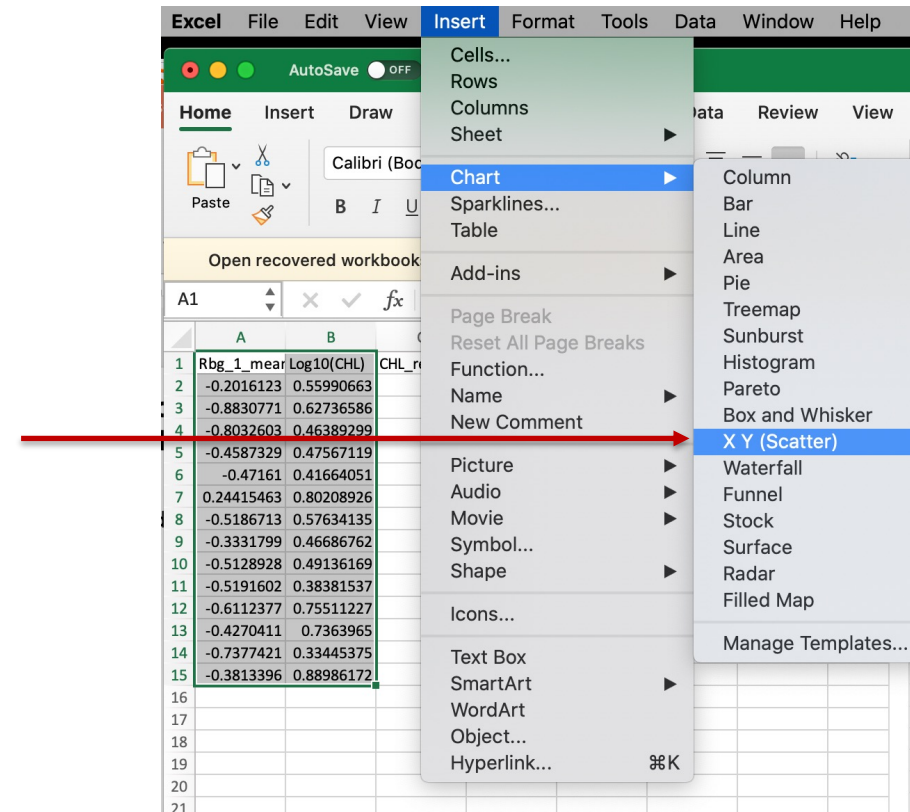 Excel File Edit View Insert Format Tools Data Window Help
AutoSave OFF
Home Insert Draw Data Review View
Paste
Calibri (Boo
B I U
Open recovered workbook
A1 fx
A B
1 Rbg_1_mear Log10(CHL) CHL_re
2 -0.2016123 0.55990663
3 -0.8830771 0.62736586
4 -0.8032603 0.46389299
5 -0.4587329 0.47567119
6 -0.47161 0.41664051
7 0.24415463 0.80208926
8 -0.5186713 0.57634135
9 -0.3331799 0.46686762
10 -0.5128928 0.49136169
11 -0.5191602 0.38381537
12 -0.6112377 0.75511227
13 -0.4270411 0.7363965
14 -0.7377421 0.33445375
15 -0.3813396 0.88986172
16
17
18
19
20
21
Cells...
Rows
Columns
Sheet
Chart
Sparklines...
Table
Add-ins
Page Break
Reset All Page Breaks
Function...
Name
New Comment
Picture
Audio
Movie
Symbol...
Shape
Icons...
Text Box
SmartArt
WordArt
Object...
Hyperlink... ⌘K
Column
Bar
Line
Area
Pie
Treemap
Sunburst
Histogram
Pareto
Box and Whisker
X Y (Scatter)
Waterfall
Funnel
Stock
Surface
Radar
Filled Map
Manage Templates...